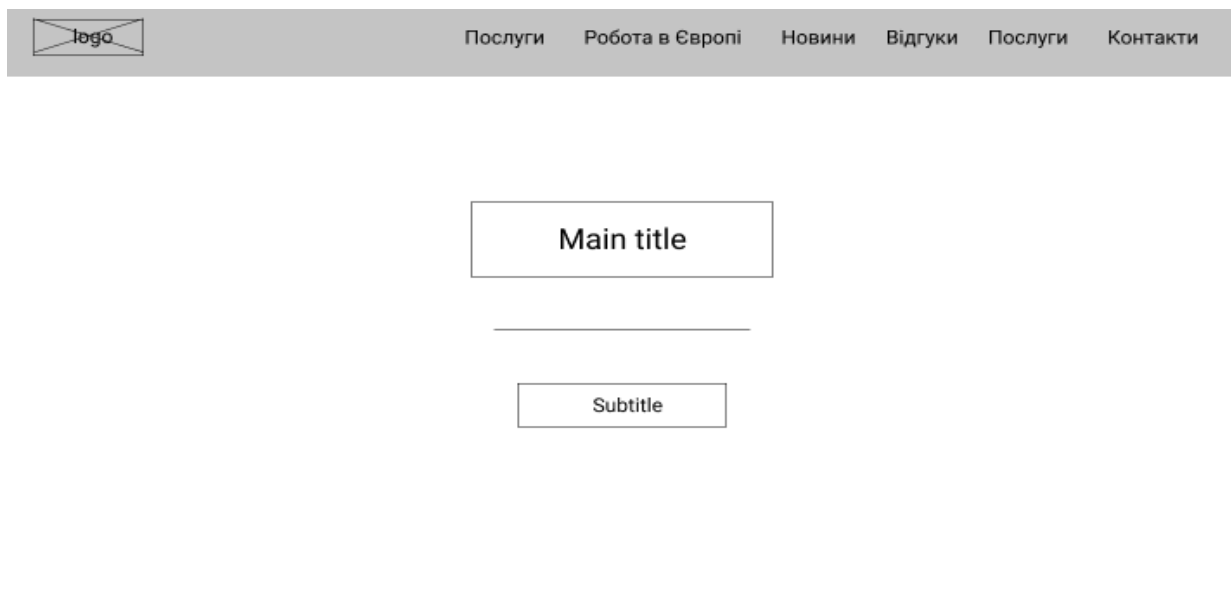 logo Послуги Робота в Європі Новини Відгуки Послуги Контакти
Main title
Subtitle